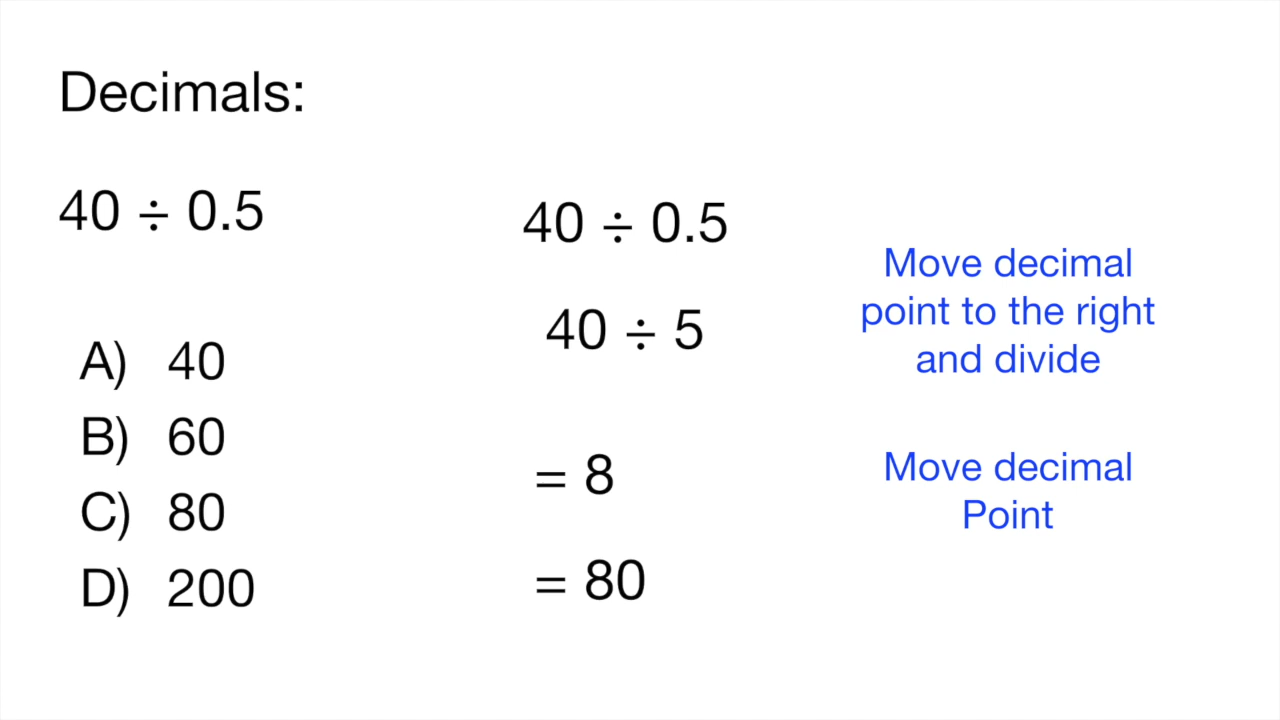 Decimals:
40 ÷ 0.5
A) 40
B) 60
C) 80
D) 200
40 ÷ 0.5
40 ÷ 5
= 8
= 80
Move decimal
point to the right
and divide
Move decimal
Point